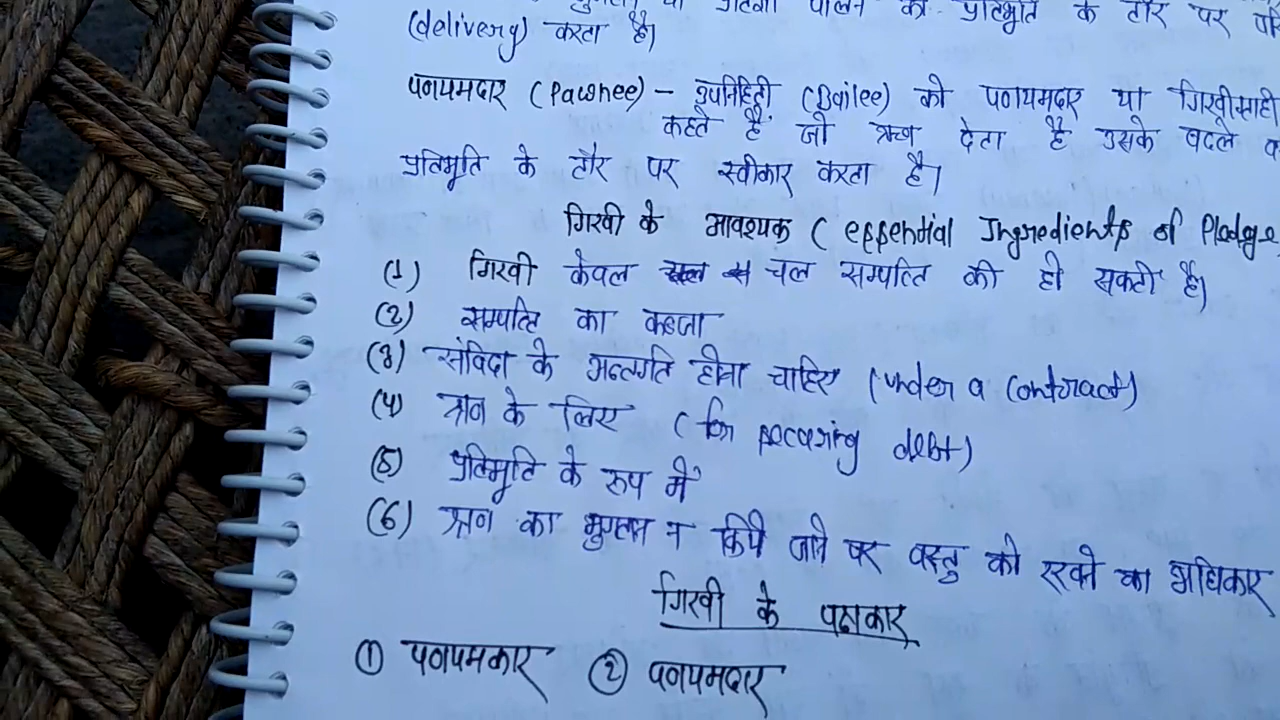 पालन की प्रतिभूति के तौर पर
(delivery) करता है।
पणयमदार (Pawnee) – उपनिहिती (Bailee) को पणयमदार या
कहते हैं, जो ऋण देता है उसके बदले
प्रतिभूति के तौर पर स्वीकार करता है।
गिरवी के आवश्यक (essential Ingredients of Pledge
(1) गिरवी केवल चल सम्पत्ति की हो सकती है।
(2) सम्पत्ति का कब्जा
(3) संविदा के अन्तर्गत होना चाहिए (under a Contract)
(4) ऋण के लिए (for securing debt)
(5) प्रतिभूति के रूप में
(6) ऋण का भुगतान न किये जाने पर वस्तु को रखने का अधिकार
गिरवी के पक्षकार
① पणयमकार ② पणयमदार